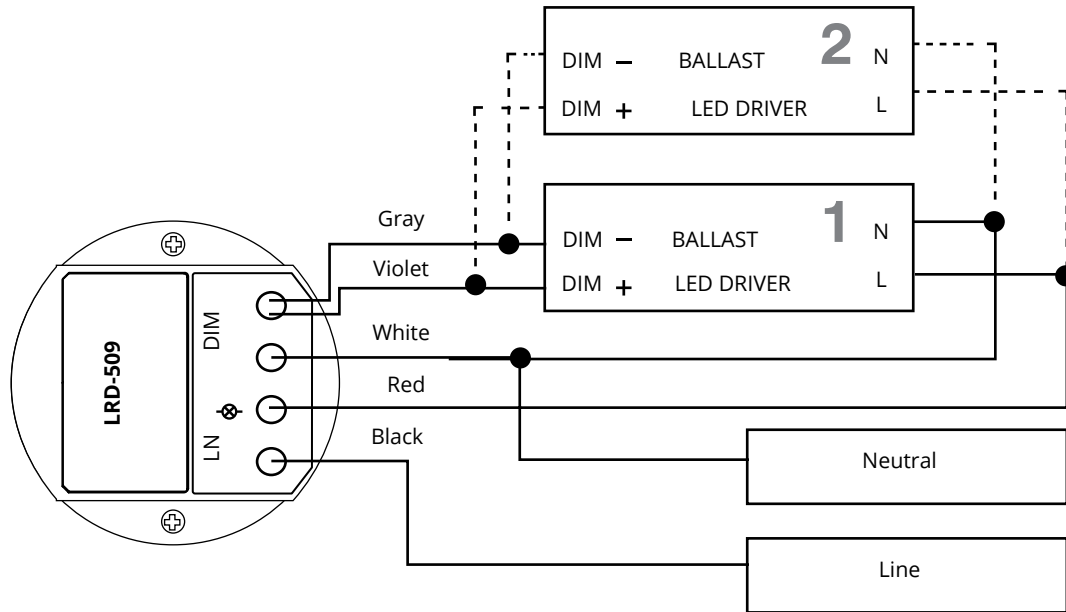 DIM – BALLAST 2 N
DIM + LED DRIVER L
DIM – BALLAST 1 N
DIM + LED DRIVER L
Gray
Violet
White
Red
Black
LRD-509
DIM
LN
Neutral
Line